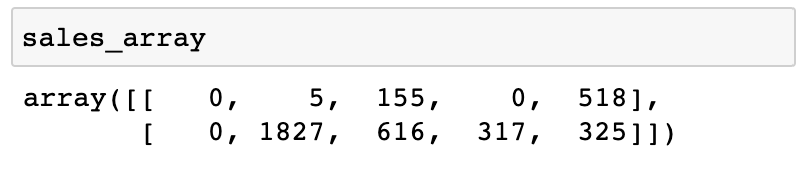 sales_array
array([[   0,    5,  155,    0,  518],
       [   0, 1827,  616,  317,  325]])